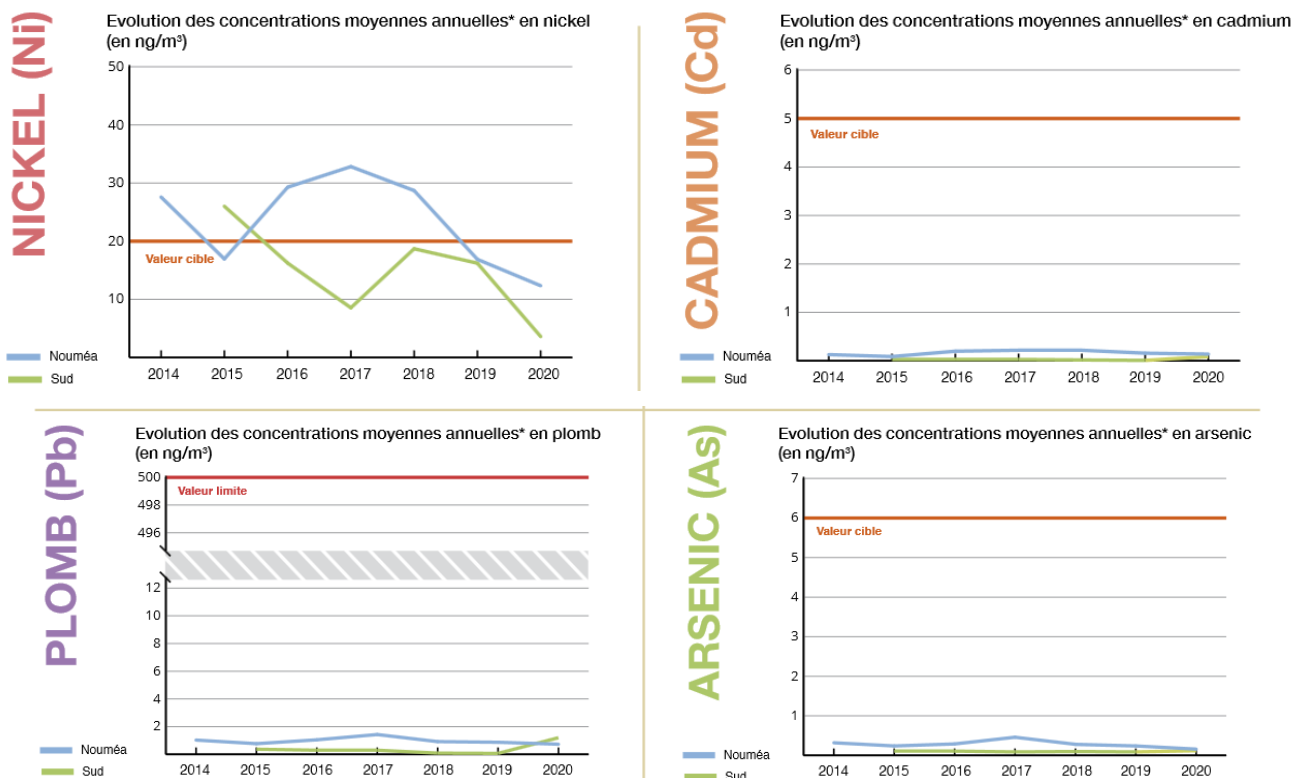 NICKEL (Ni)
Evolution des concentrations moyennes annuelles* en nickel
(en ng/m³)
50
40
30
20
10
Valeur cible
2014 2015 2016 2017 2018 2019 2020
Nouméa
Sud
CADMIUM (Cd)
Evolution des concentrations moyennes annuelles* en cadmium
(en ng/m³)
6
5
4
3
2
1
Valeur cible
2014 2015 2016 2017 2018 2019 2020
Nouméa
Sud
PLOMB (Pb)
Evolution des concentrations moyennes annuelles* en plomb
(en ng/m³)
500
498
496
12
10
8
6
4
2
Valeur limite
2014 2015 2016 2017 2018 2019 2020
Nouméa
Sud
ARSENIC (As)
Evolution des concentrations moyennes annuelles* en arsenic
(en ng/m³)
7
6
5
4
3
2
1
Valeur cible
2014 2015 2016 2017 2018 2019 2020
Nouméa
Sud